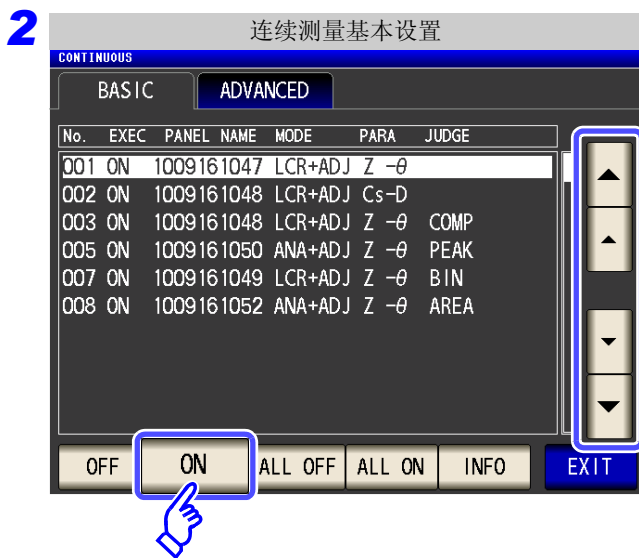 2
连续测量基本设置
CONTINUOUS
BASIC ADVANCED
No. EXEC PANEL NAME MODE PARA JUDGE
001 ON 1009161047 LCR+ADJ Z -θ
002 ON 1009161048 LCR+ADJ Cs-D
003 ON 1009161048 LCR+ADJ Z -θ COMP
005 ON 1009161050 ANA+ADJ Z -θ PEAK
007 ON 1009161049 LCR+ADJ Z -θ BIN
008 ON 1009161052 ANA+ADJ Z -θ AREA
OFF ON ALL OFF ALL ON INFO EXIT